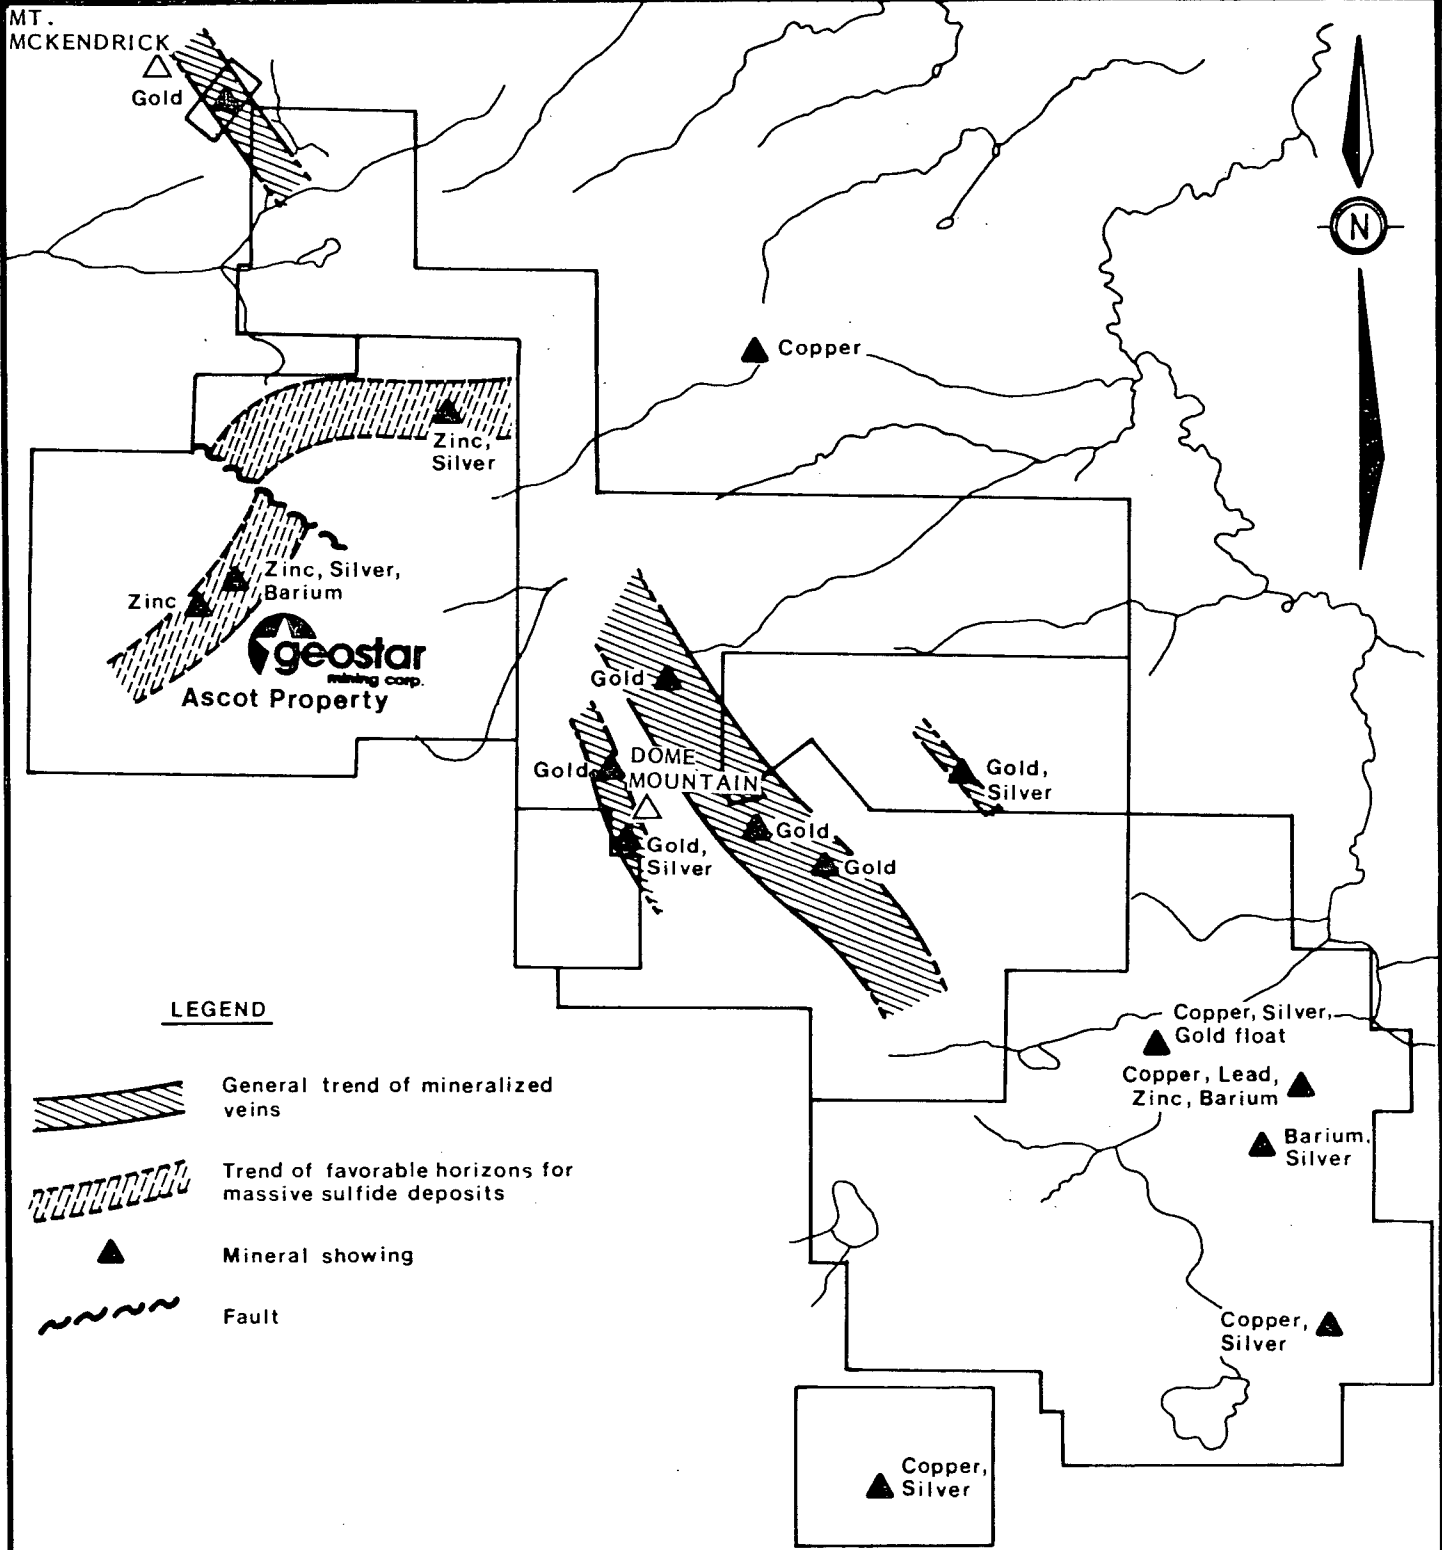 MT.
MCKENDRICK
Gold
N
Copper
Zinc,
Silver
Zinc, Silver,
Barium
Zinc
geostar
mining corp.
Ascot Property
Gold
DOME
MOUNTAIN
Gold
Gold,
Silver
Gold,
Silver
Gold
Gold
LEGEND
General trend of mineralized
veins
Trend of favorable horizons for
massive sulfide deposits
Mineral showing
Fault
Copper, Silver,
Gold float
Copper, Lead,
Zinc, Barium
Barium,
Silver
Copper,
Silver
Copper,
Silver